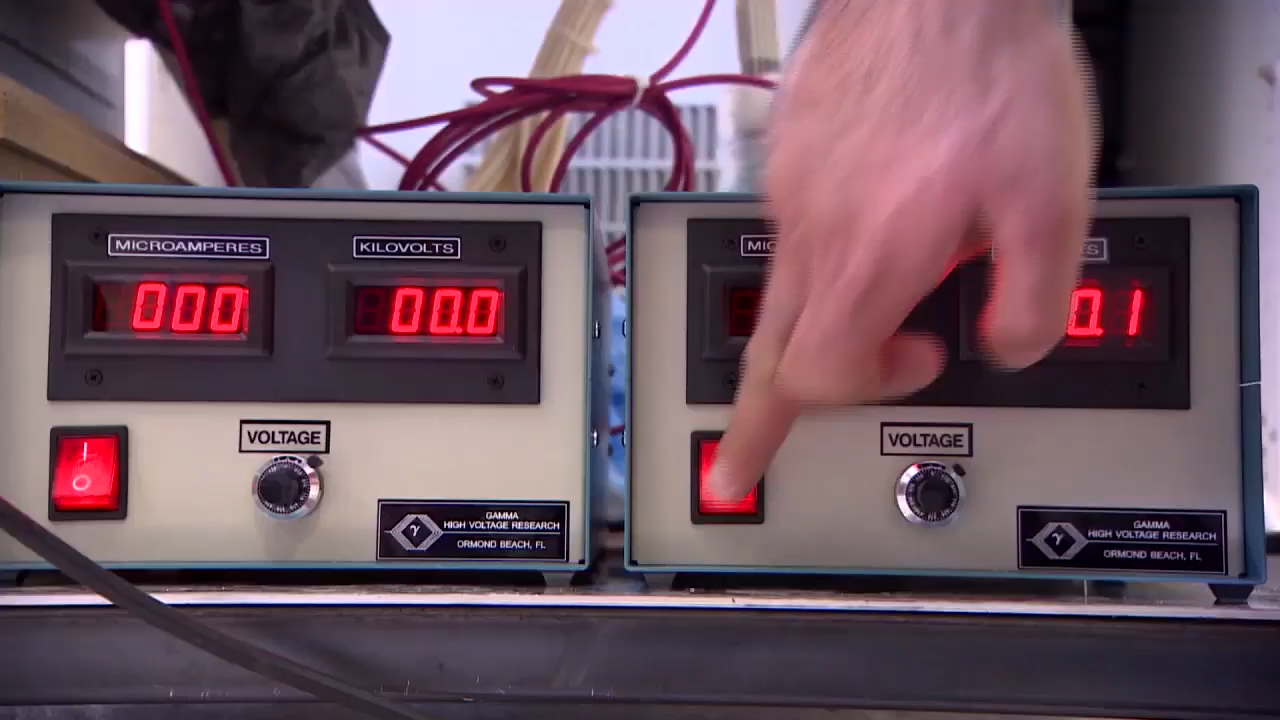 MICROAMPERES
KILOVOLTS
000
00.0
VOLTAGE
GAMMA
HIGH VOLTAGE RESEARCH
ORMOND BEACH, FL
0.1
VOLTAGE
GAMMA
HIGH VOLTAGE RESEARCH
ORMOND BEACH, FL